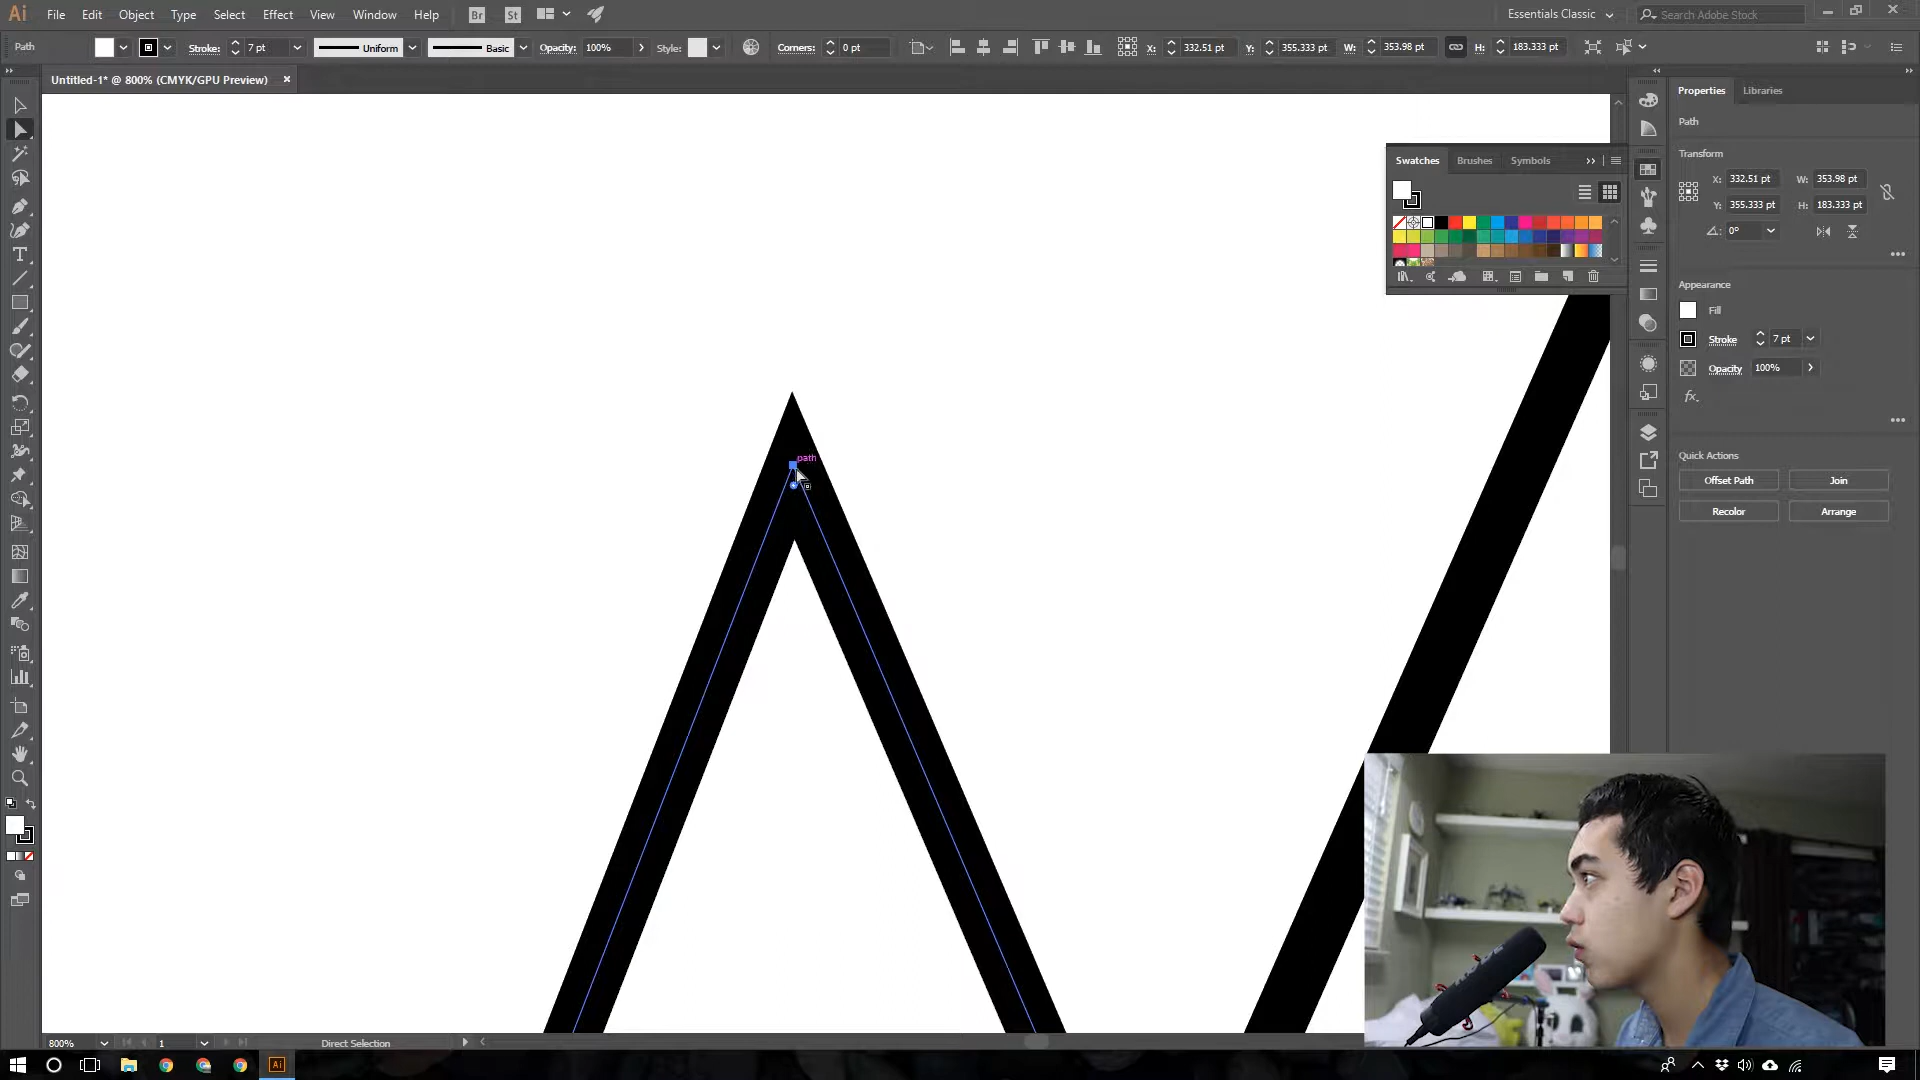 Ai File Edit Object Type Select Effect View Window Help Br St Essentials Classic Search Adobe Stock
Path Stroke: 7 pt Uniform Basic Opacity: 100% Style: Corners: 0 pt X: 332.51 pt Y: 355.333 pt W: 353.98 pt H: 183.333 pt
Untitled-1* @ 800% (CMYK/GPU Preview) ×
Properties Libraries
Path
Transform
X: 332.51 pt W: 353.98 pt
Y: 355.333 pt H: 183.333 pt
0°
Appearance
Fill
Stroke 7 pt
Opacity 100%
fx.
Quick Actions
Offset Path Join
Recolor Arrange
Swatches Brushes Symbols
path
800% 1 Direct Selection
Ai